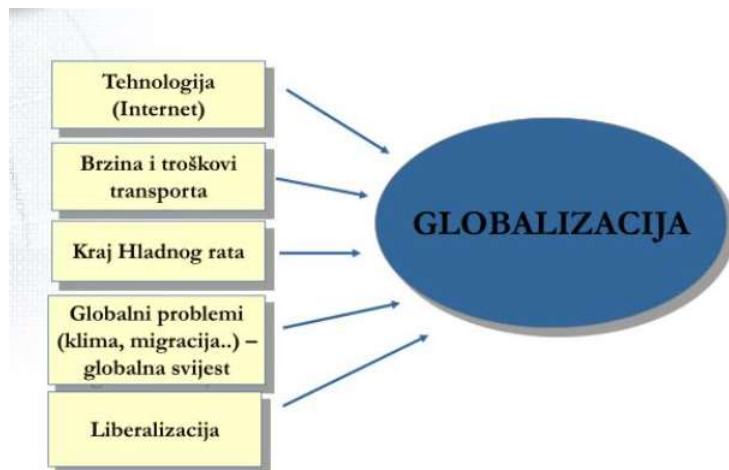 Tehnologija
(Internet)
Brzina i troškovi
transporta
Kraj Hladnog rata
Globalni problemi
(klima, migracija..) –
globalna svijest
Liberalizacija
GLOBALIZACIJA